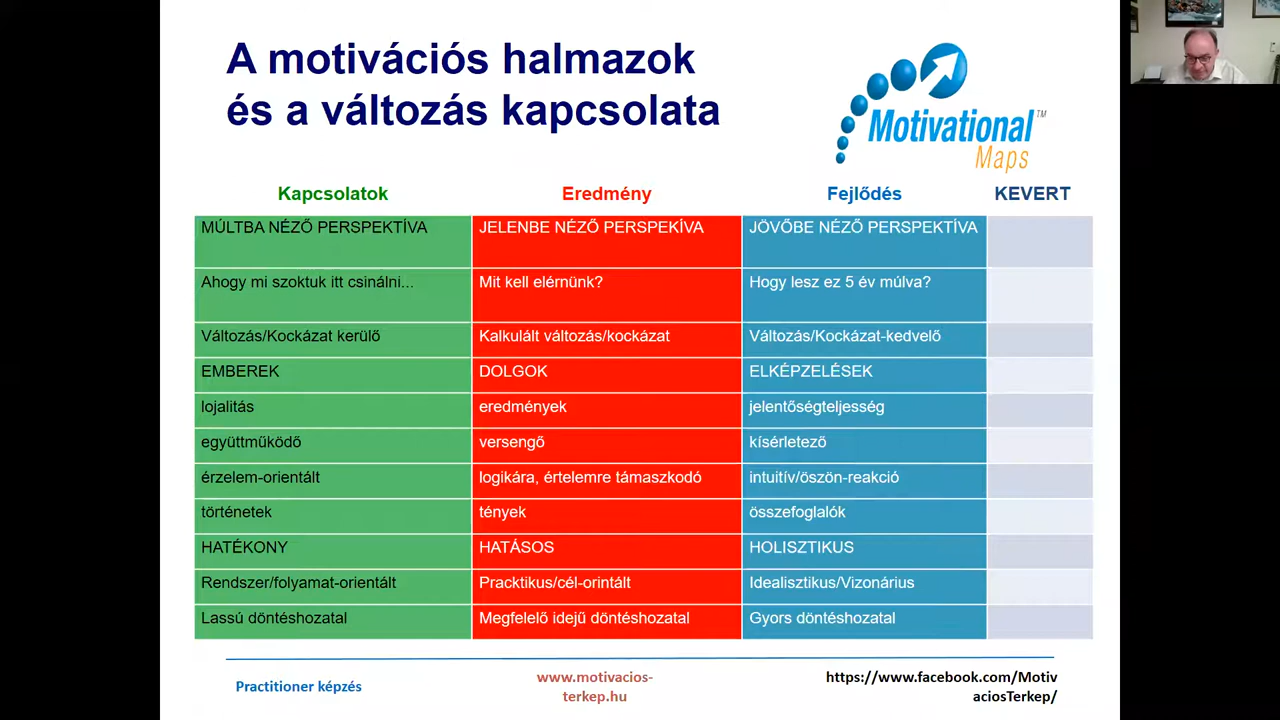 A motivációs halmazok
és a változás kapcsolata
Motivational™
Maps
Kapcsolatok Eredmény Fejlődés KEVERT
MÚLTBA NÉZŐ PERSPEKTÍVA JELENBE NÉZŐ PERSPEKÍVA JÖVŐBE NÉZŐ PERSPEKTÍVA
Ahogy mi szoktuk itt csinálni... Mit kell elérnünk? Hogy lesz ez 5 év múlva?
Változás/Kockázat kerülő Kalkulált változás/kockázat Változás/Kockázat-kedvelő
EMBEREK DOLGOK ELKÉPZELÉSEK
lojalitás eredmények jelentőségteljesség
együttműködő versengő kísérletező
érzelem-orientált logikára, értelemre támaszkodó intuitív/öszön-reakció
történetek tények összefoglalók
HATÉKONY HATÁSOS HOLISZTIKUS
Rendszer/folyamat-orientált Pracktikus/cél-orintált Idealisztikus/Vizonárius
Lassú döntéshozatal Megfelelő idejű döntéshozatal Gyors döntéshozatal
Practitioner képzés
www.motivacios-
terkep.hu
https://www.facebook.com/Motiv
aciosTerkep/